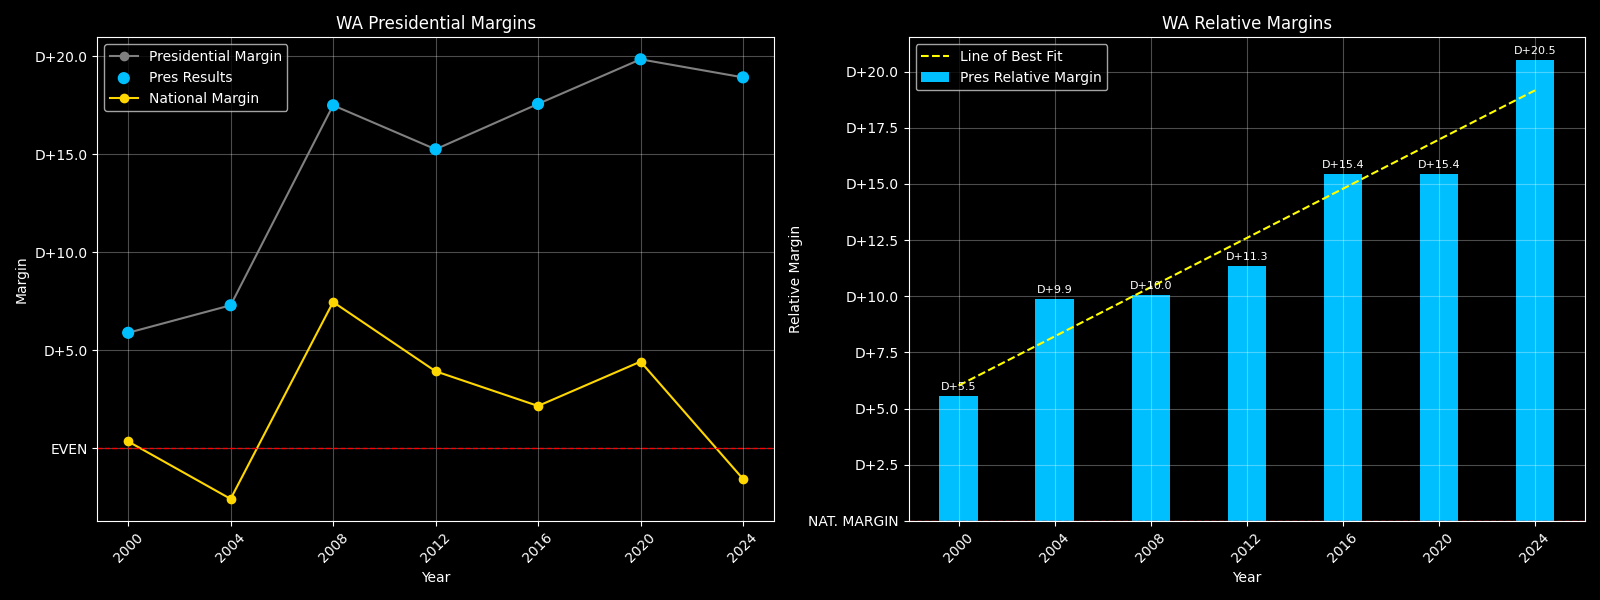 WA Presidential Margins
Presidential Margin
Pres Results
National Margin
D+20.0
D+15.0
D+10.0
D+5.0
EVEN
Margin
2000
2004
2008
2012
2016
2020
2024
Year
WA Relative Margins
Line of Best Fit
Pres Relative Margin
D+20.0
D+17.5
D+15.0
D+12.5
D+10.0
D+7.5
D+5.0
D+2.5
NAT. MARGIN
Relative Margin
D+5.5
D+9.9
D+10.0
D+11.3
D+15.4
D+15.4
D+20.5
2000
2004
2008
2012
2016
2020
2024
Year